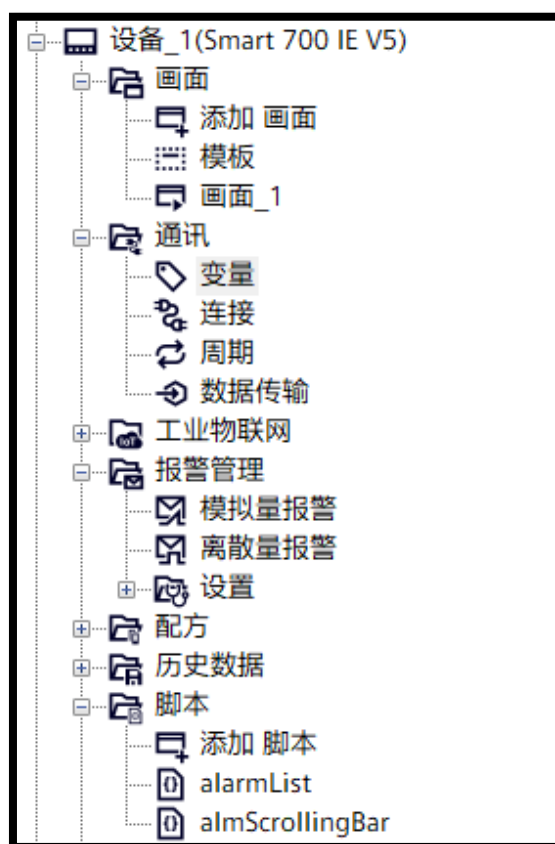 设备_1(Smart 700 IE V5)
画面
添加 画面
模板
画面_1
通讯
变量
连接
周期
数据传输
工业物联网
报警管理
模拟量报警
离散量报警
设置
配方
历史数据
脚本
添加 脚本
alarmList
almScrollingBar